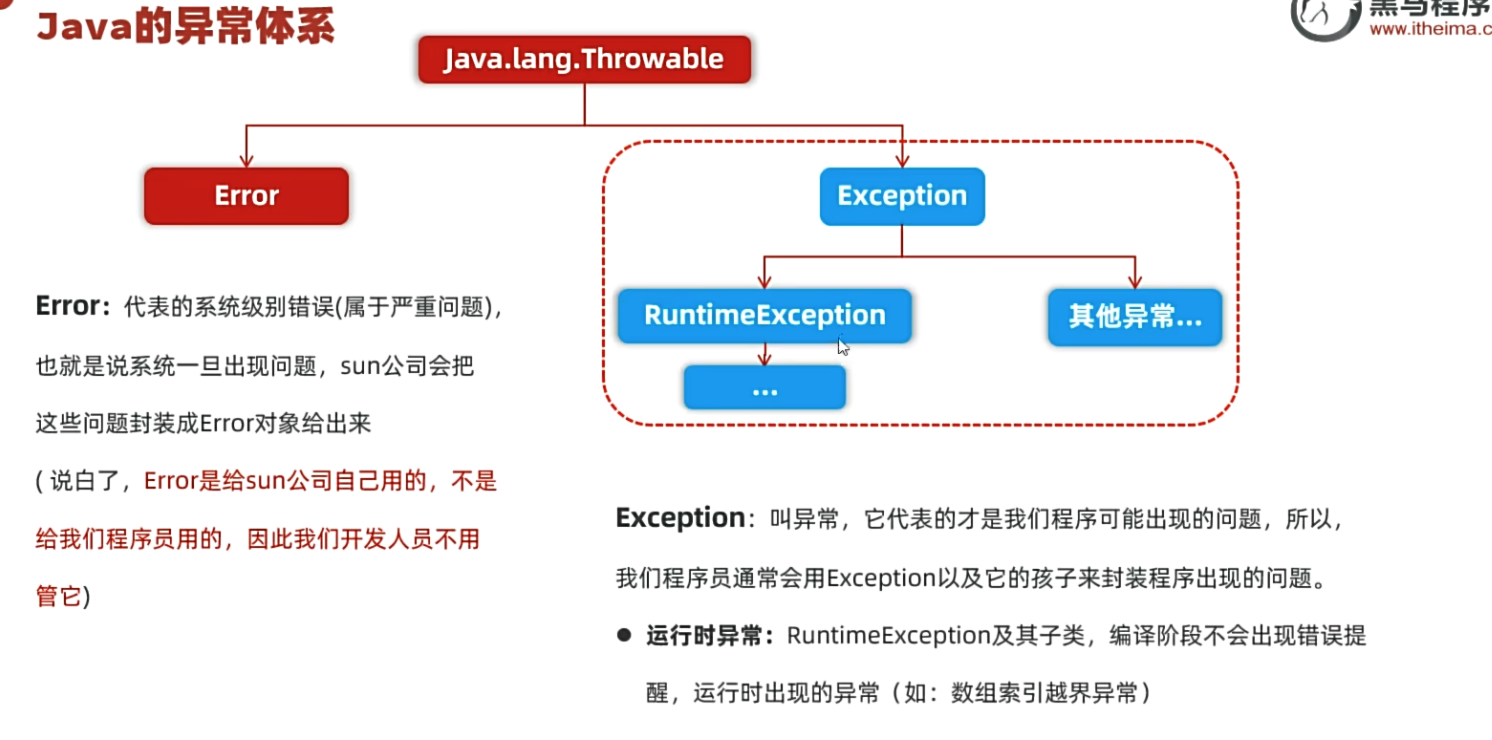 Java的异常体系
www.itheima.c
Java.lang.Throwable
Error
Exception
RuntimeException
其他异常...
...
Error：代表的系统级别错误(属于严重问题)，
也就是说系统一旦出现问题，sun公司会把
这些问题封装成Error对象给出来
( 说白了，Error是给sun公司自己用的，不是
给我们程序员用的，因此我们开发人员不用
管它)
Exception：叫异常，它代表的才是我们程序可能出现的问题，所以，
我们程序员通常会用Exception以及它的孩子来封装程序出现的问题。
● 运行时异常：RuntimeException及其子类，编译阶段不会出现错误提
醒，运行时出现的异常（如：数组索引越界异常）